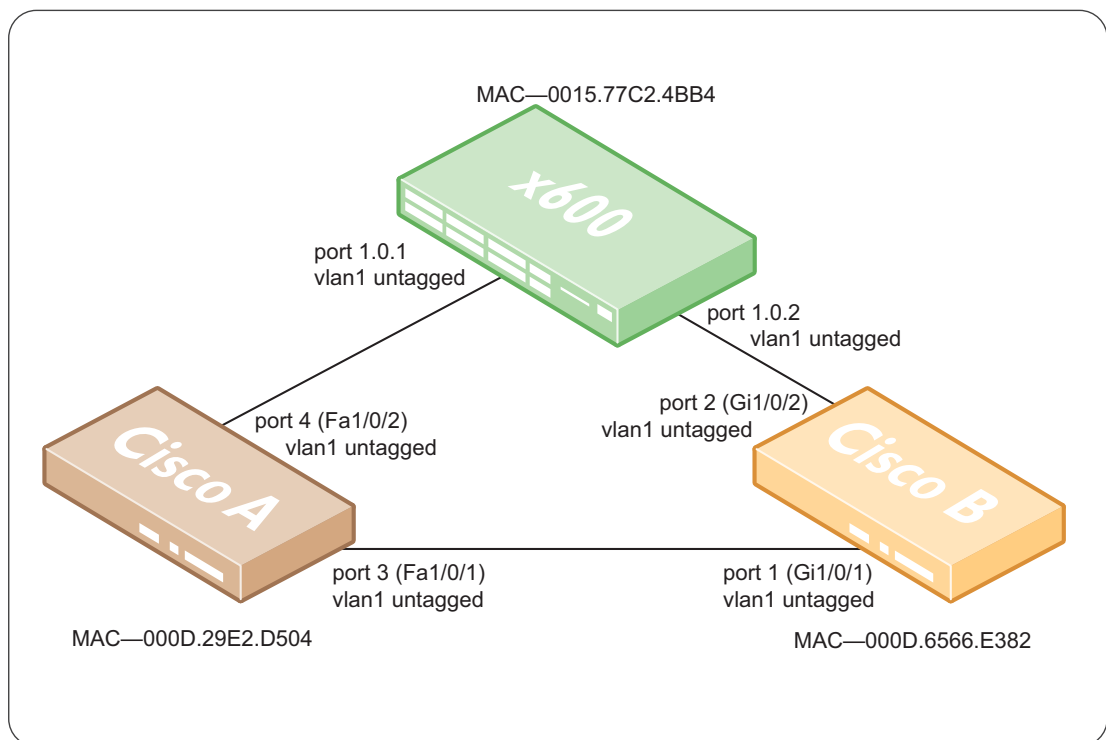 MAC—0015.77C2.4BB4
x600
port 1.0.1
vlan1 untagged
port 1.0.2
vlan1 untagged
port 4 (Fa1/0/2)
vlan1 untagged
port 2 (Gi1/0/2)
vlan1 untagged
Cisco A
Cisco B
port 3 (Fa1/0/1)
vlan1 untagged
port 1 (Gi1/0/1)
vlan1 untagged
MAC—000D.29E2.D504
MAC—000D.6566.E382